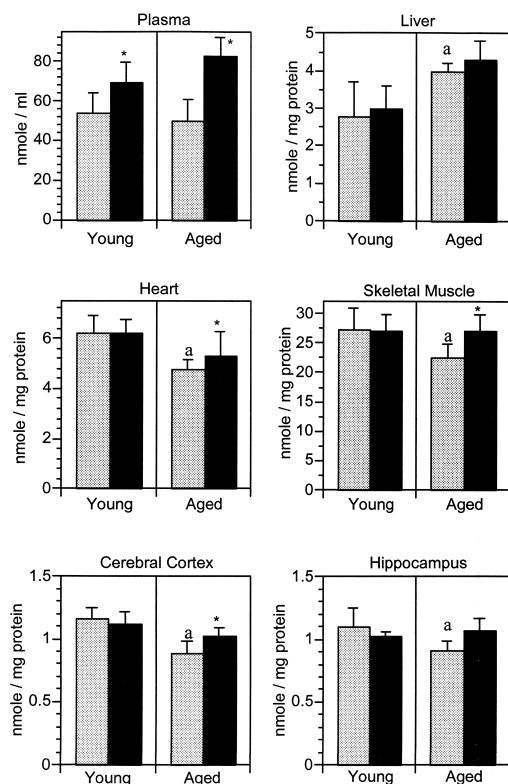 Plasma
nmole / ml
80
60
40
20
0
*
*
Young
Aged
Liver
nmole / mg protein
5
4
3
2
1
0
a
Young
Aged
Heart
nmole / mg protein
6
4
2
0
a
*
Young
Aged
Skeletal Muscle
nmole / mg protein
25
20
15
10
5
0
a
*
Young
Aged
Cerebral Cortex
nmole / mg protein
1.5
1
0.5
0
a
*
Young
Aged
Hippocampus
nmole / mg protein
1.5
1
0.5
0
a
Young
Aged